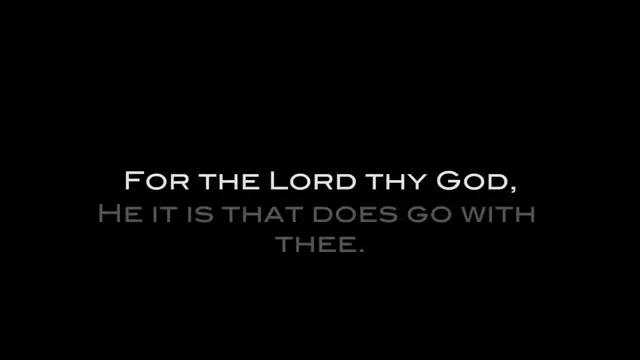 For the Lord thy God,
He it is that does go with
thee.